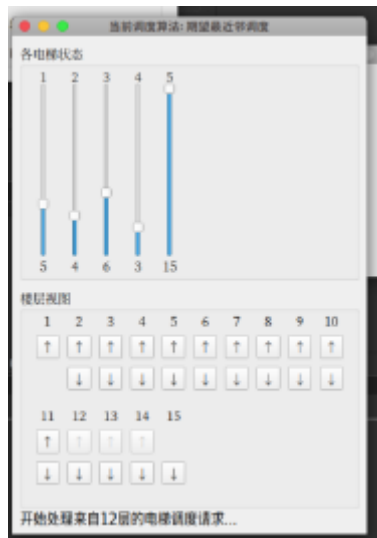 当前调度算法: 期望最近邻调度
各电梯状态
1 2 3 4 5
5 4 6 3 15
楼层视图
1 2 3 4 5 6 7 8 9 10
↑ ↑ ↑ ↑ ↑ ↑ ↑ ↑ ↑ ↑
↓ ↓ ↓ ↓ ↓ ↓ ↓ ↓ ↓
11 12 13 14 15
↑ ↑ ↑ ↑
↓ ↓ ↓ ↓ ↓
开始处理来自12层的电梯调度请求...